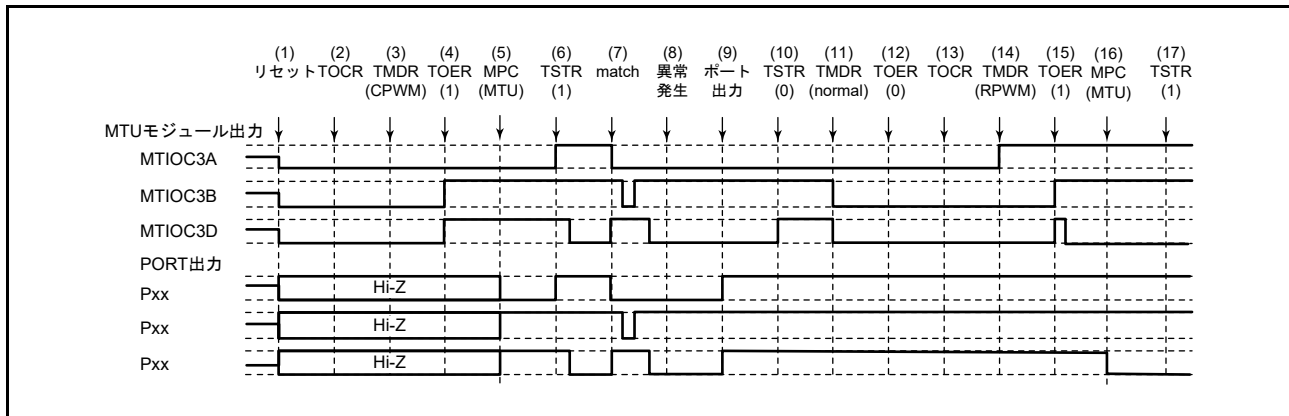 (1) (2) (3) (4) (5) (6) (7) (8) (9) (10) (11) (12) (13) (14) (15) (16) (17)
リセット TOCR TMDR TOER MPC TSTR match 異常 ポート TSTR TMDR TOER TOCR TMDR TOER MPC TSTR
(CPWM) (1) (MTU) (1) 発生 出力 (0) (normal) (0) (RPWM) (1) (MTU) (1)
MTUモジュール出力
MTIOC3A
MTIOC3B
MTIOC3D
PORT出力
Pxx Hi-Z
Pxx Hi-Z
Pxx Hi-Z